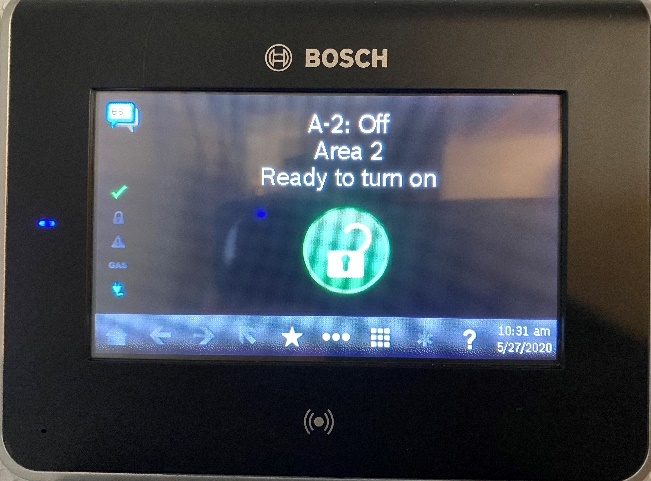 BOSCH
A-2: Off
Area 2
Ready to turn on
GAS
?
10:31 am
5/27/2020